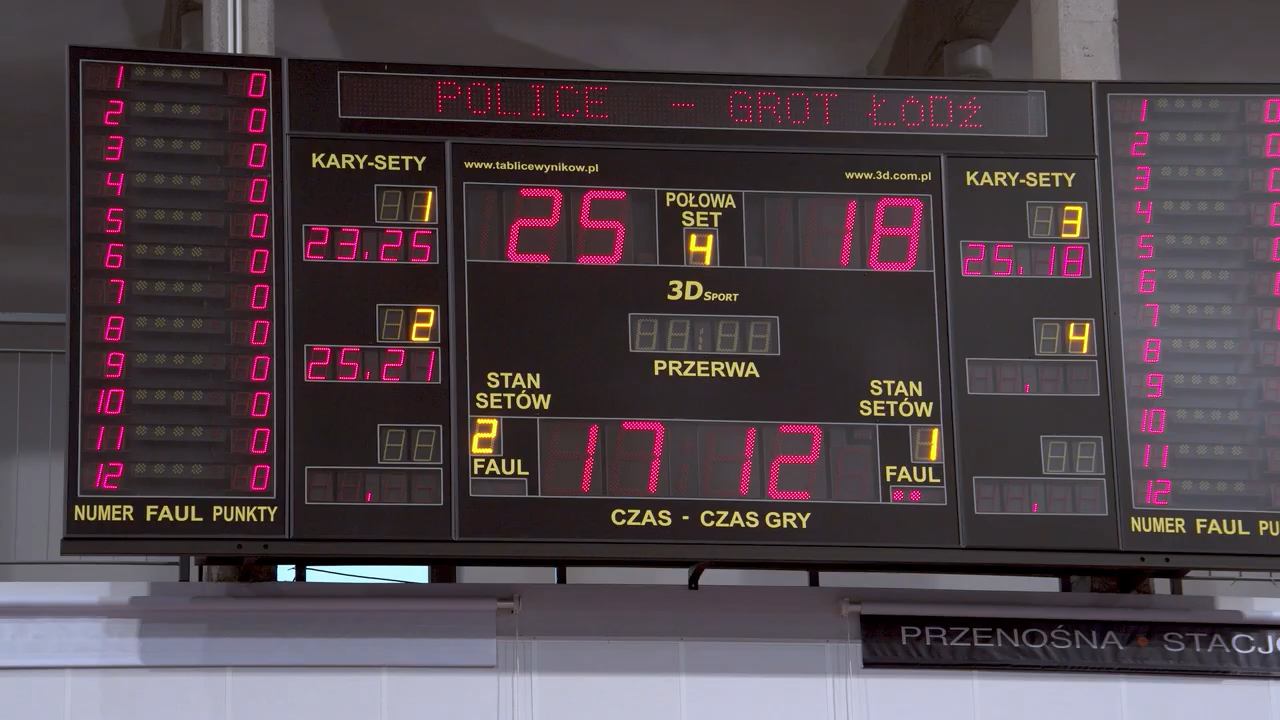 POLICE - GROT ŁÓDŹ
1 0
2 0
3 0
4 0
5 0
6 0
7 0
8 0
9 0
10 0
11 0
12 0
NUMER FAUL PUNKTY
KARY-SETY
1
23.25
2
25.21
www.tablicewynikow.pl
www.3d.com.pl
25
POŁOWA
SET
4
18
3D SPORT
PRZERWA
STAN
SETÓW
2
FAUL
17 12
STAN
SETÓW
1
FAUL
CZAS - CZAS GRY
KARY-SETY
3
25.18
4
1
2
3
4
5
6
7
8
9
10
11
12
NUMER FAUL PU
PRZENOŚNA • STACJO